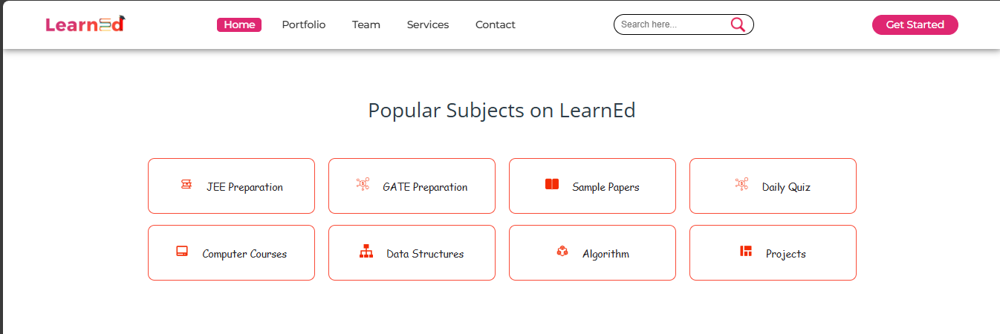 LearnEd Home Portfolio Team Services Contact Search here... Get Started
Popular Subjects on LearnEd
JEE Preparation GATE Preparation Sample Papers Daily Quiz
Computer Courses Data Structures Algorithm Projects